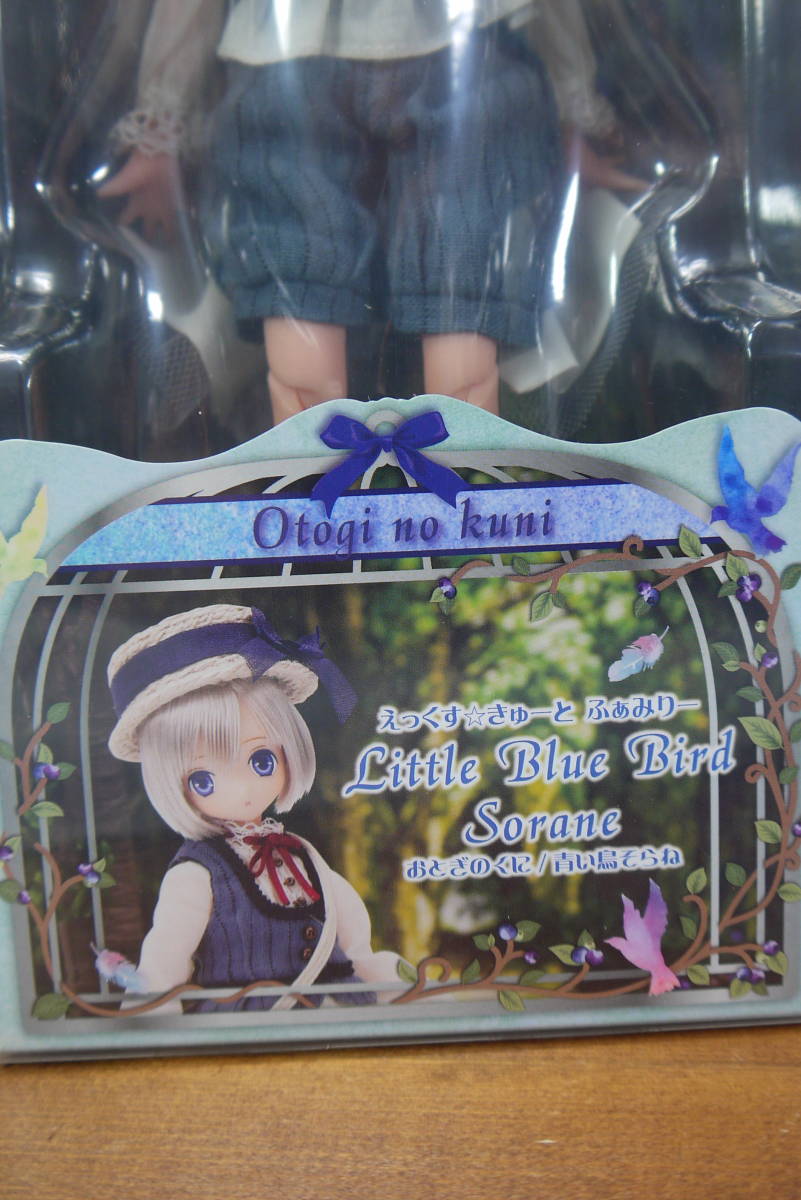 Otogi no kuni
えっくす☆きゅーと ふぁみりー
Little Blue Bird
Sorane
おとぎのくに/青い鳥そらね